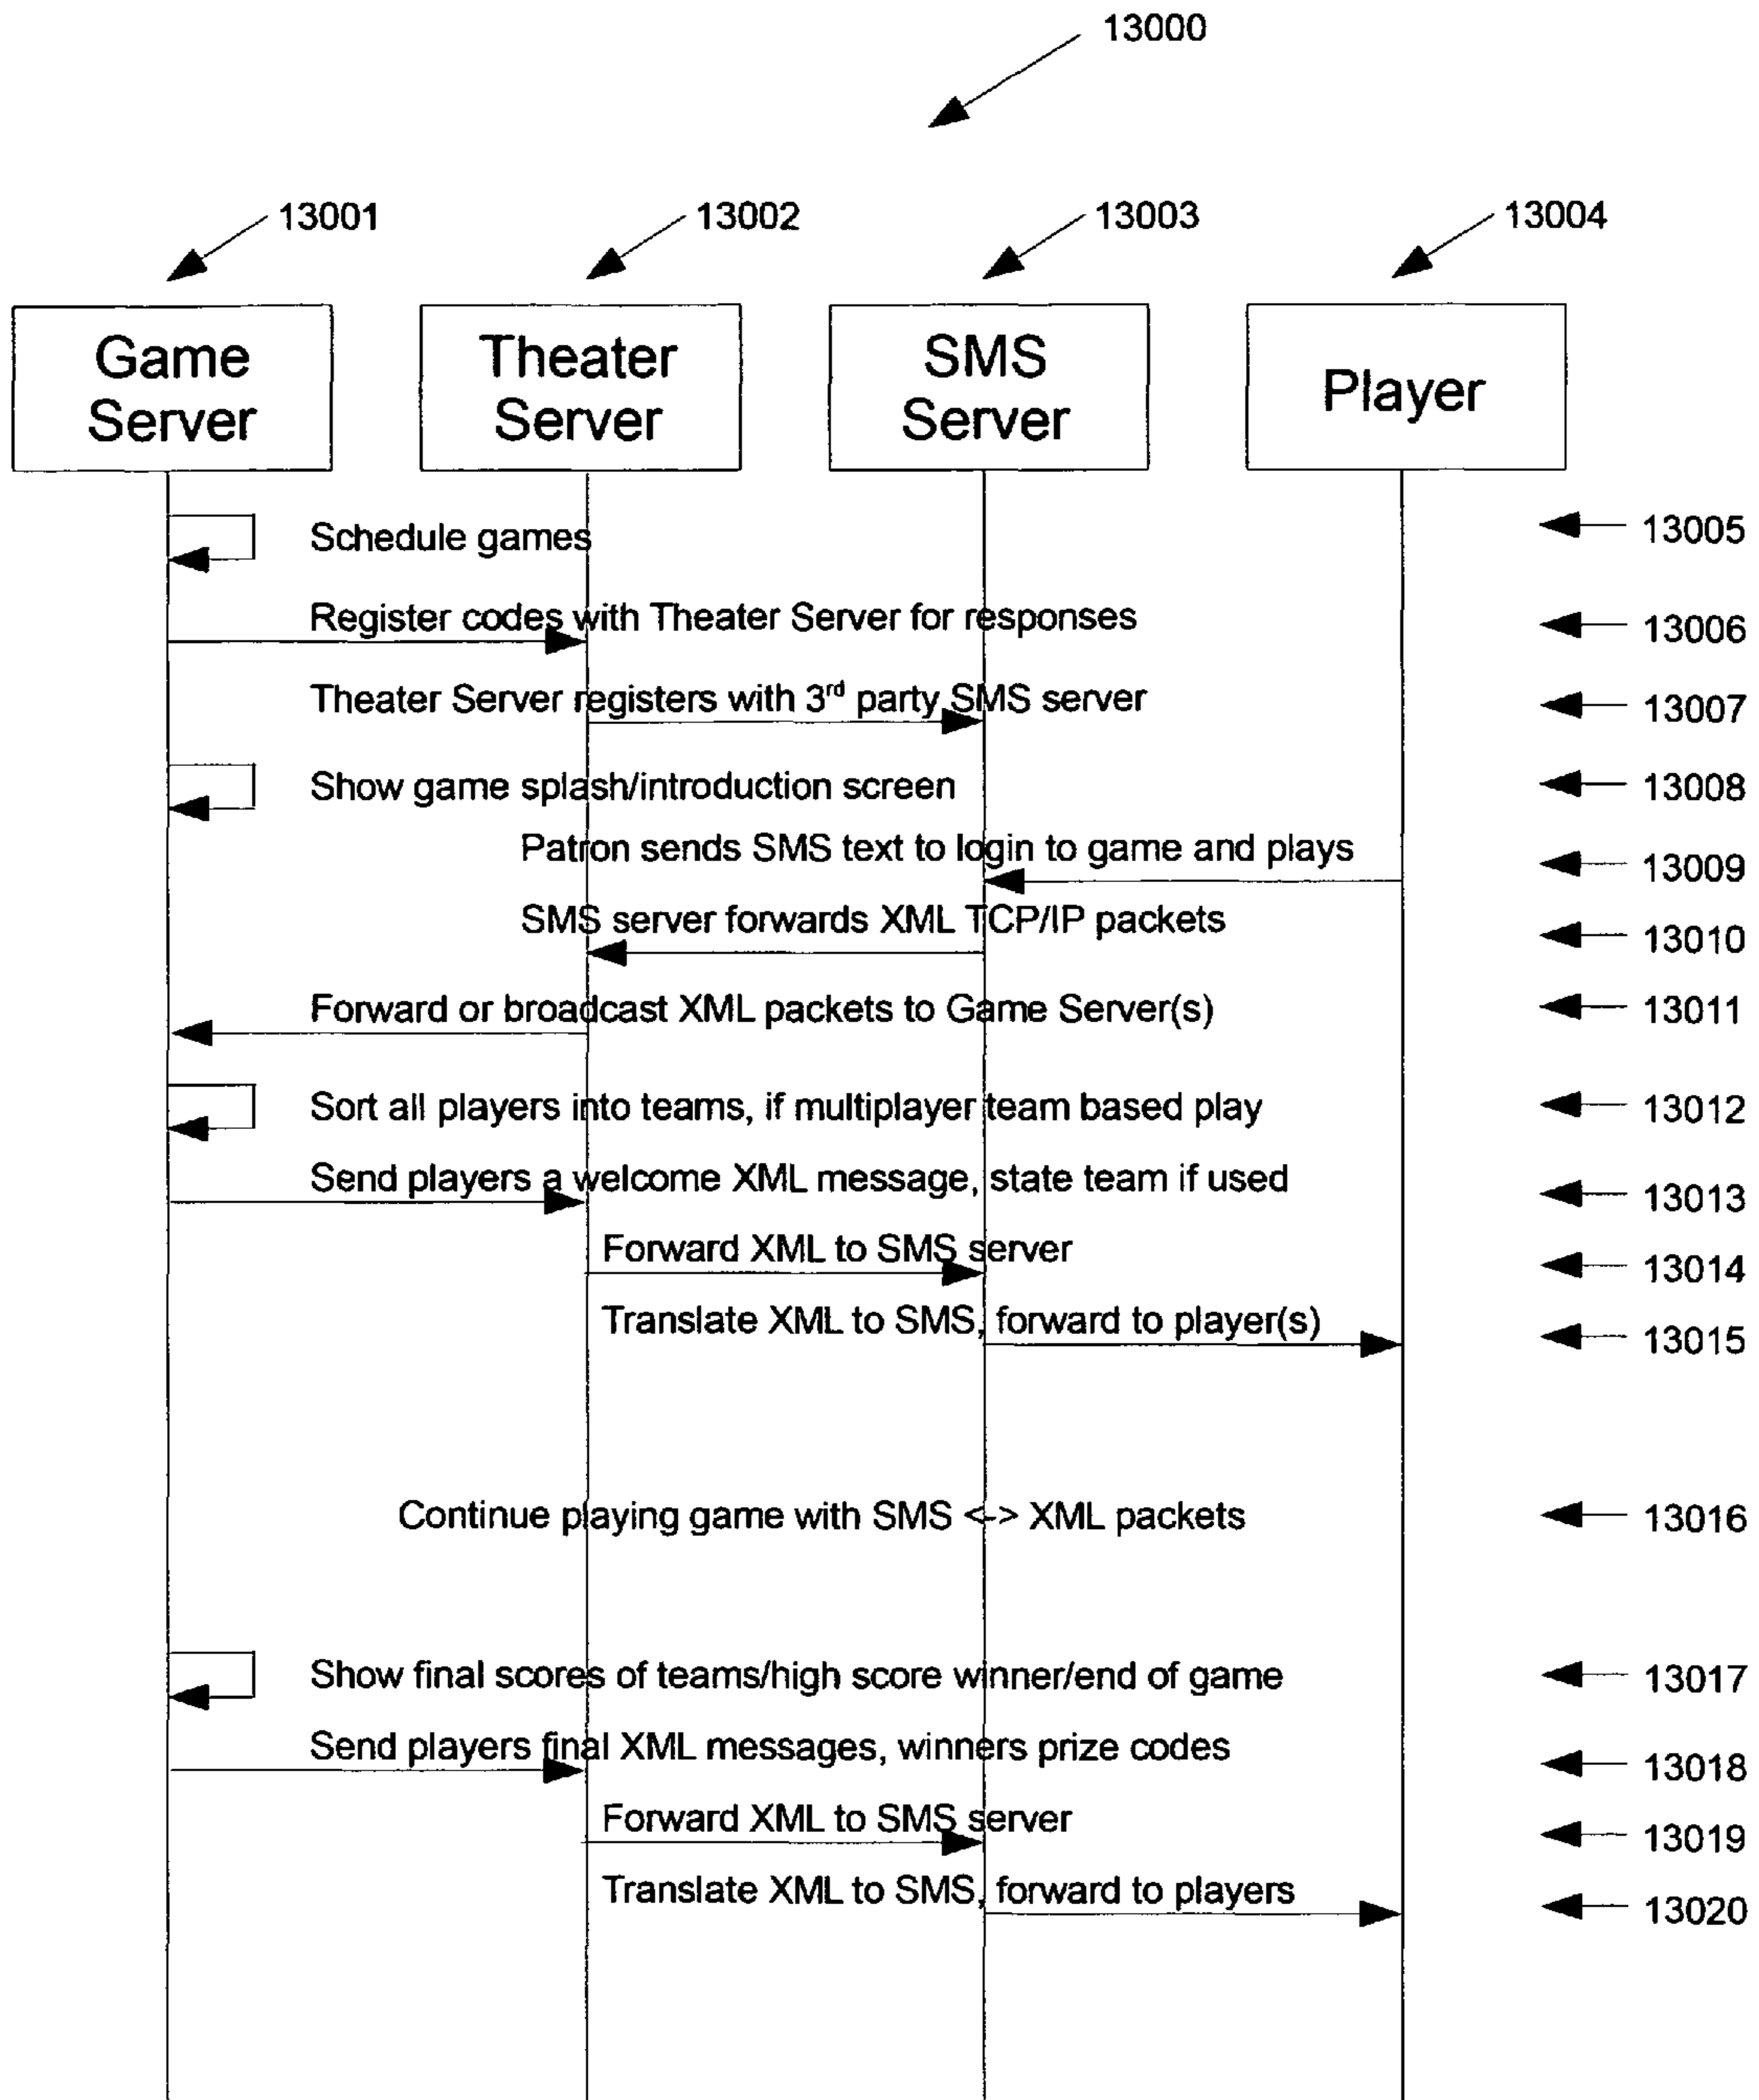 13000
13001
13002
13003
13004
Game
Server
Theater
Server
SMS
Server
Player
Schedule games
13005
Register codes with Theater Server for responses
13006
Theater Server registers with 3rd party SMS server
13007
Show game splash/introduction screen
13008
Patron sends SMS text to login to game and plays
13009
SMS server forwards XML TCP/IP packets
13010
Forward or broadcast XML packets to Game Server(s)
13011
Sort all players into teams, if multiplayer team based play
13012
Send players a welcome XML message, state team if used
13013
Forward XML to SMS server
13014
Translate XML to SMS, forward to player(s)
13015
Continue playing game with SMS <-> XML packets
13016
Show final scores of teams/high score winner/end of game
13017
Send players final XML messages, winners prize codes
13018
Forward XML to SMS server
13019
Translate XML to SMS, forward to players
13020